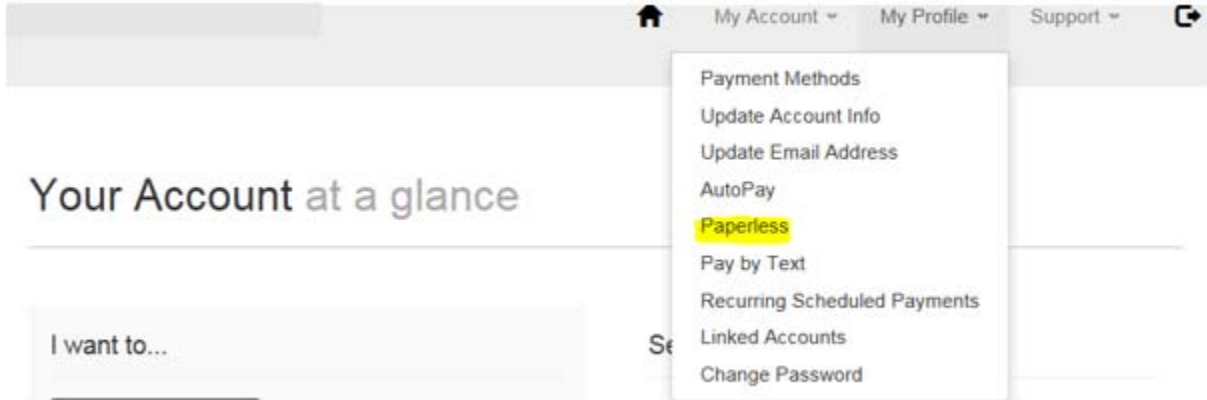 My Account My Profile Support
Payment Methods
Update Account Info
Update Email Address
AutoPay
Paperless
Pay by Text
Recurring Scheduled Payments
Linked Accounts
Change Password
Your Account at a glance
I want to...
Se